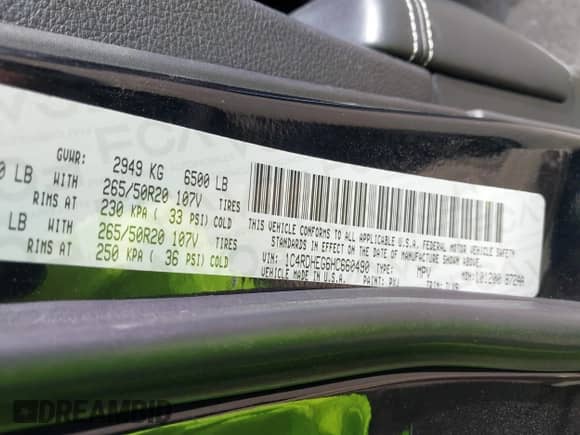 GVWR: 2949 KG 6500 LB
0 LB WITH 265/50R20 107V TIRES
RIMS AT 230 KPA ( 33 PSI) COLD
LB WITH 265/50R20 107V TIRES
RIMS AT 250 KPA ( 36 PSI) COLD
THIS VEHICLE CONFORMS TO ALL APPLICABLE U.S.A. FEDERAL MOTOR VEHICLE SAFETY
STANDARDS IN EFFECT ON THE DATE OF MANUFACTURE SHOWN ABOVE.
VIN: 1C4RDHEG6HC660490 TYPE: MPV
VEHICLE MADE IN U.S.A. PAINT:
DREAMBID